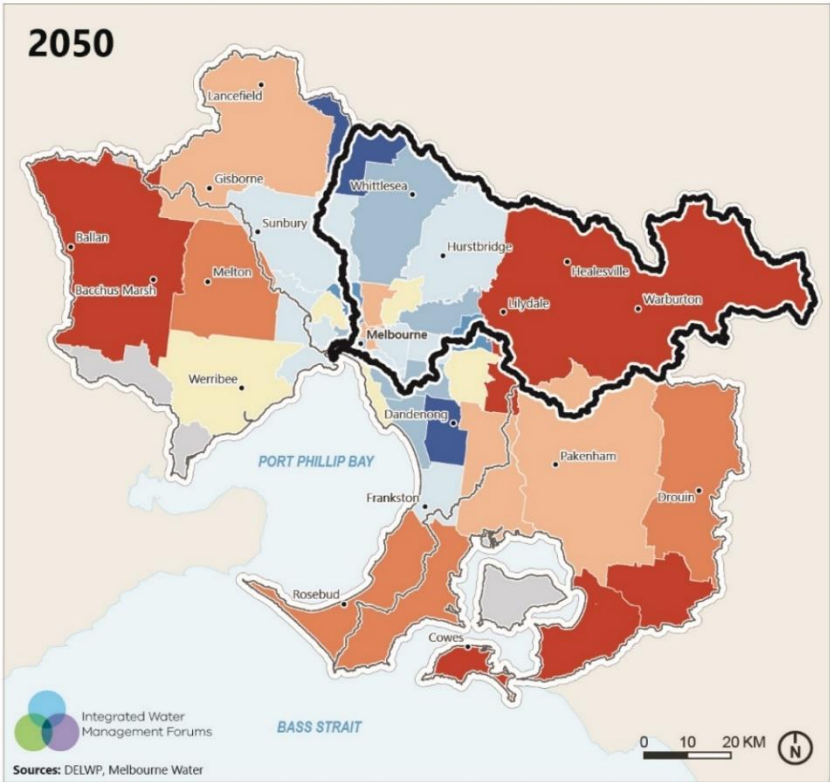 2050
Lancefield
Gisborne
Whittlesea
Sunbury
Ballan
Hurstbridge
Melton
Healesville
Bacchus Marsh
Lilydale
Warburton
Melbourne
Werribee
Dandenong
PORT PHILLIP BAY
Pakenham
Frankston
Drouin
Rosebud
Cowes
Integrated Water
Management Forums
BASS STRAIT
0 10 20 KM
N
Sources: DELWP, Melbourne Water